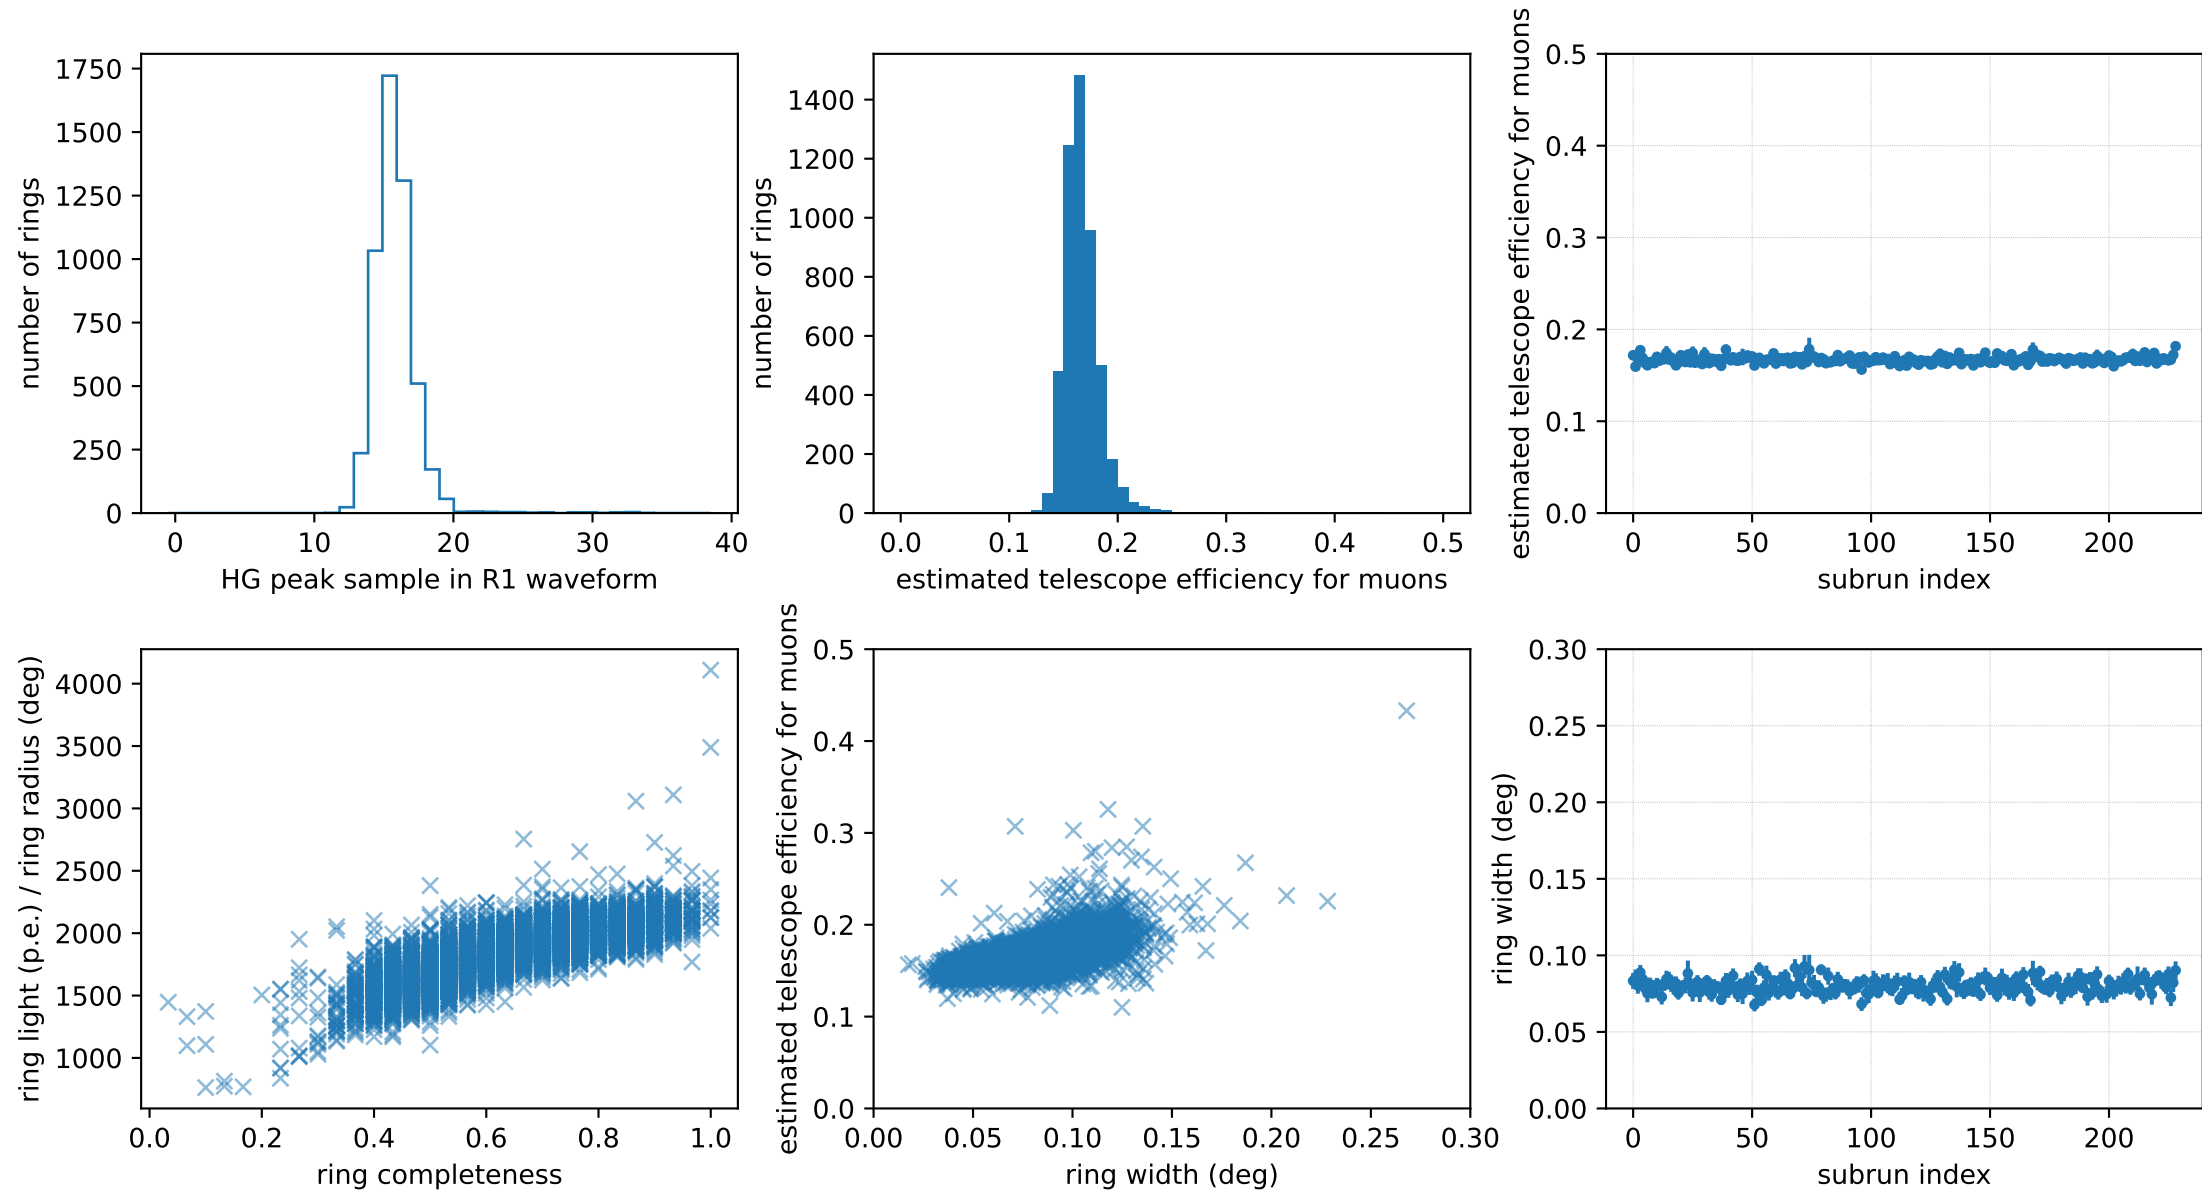 number of rings
1750
1500
1250
1000
750
500
250
0
0 10 20 30 40
HG peak sample in R1 waveform
number of rings
1400
1200
1000
800
600
400
200
0
0.0 0.1 0.2 0.3 0.4 0.5
estimated telescope efficiency for muons
estimated telescope efficiency for muons
0.5
0.4
0.3
0.2
0.1
0.0
0 50 100 150 200
subrun index
ring light (p.e.) / ring radius (deg)
4000
3500
3000
2500
2000
1500
1000
0.0 0.2 0.4 0.6 0.8 1.0
ring completeness
estimated telescope efficiency for muons
0.5
0.4
0.3
0.2
0.1
0.0
0.00 0.05 0.10 0.15 0.20 0.25 0.30
ring width (deg)
ring width (deg)
0.30
0.25
0.20
0.15
0.10
0.05
0.00
0 50 100 150 200
subrun index